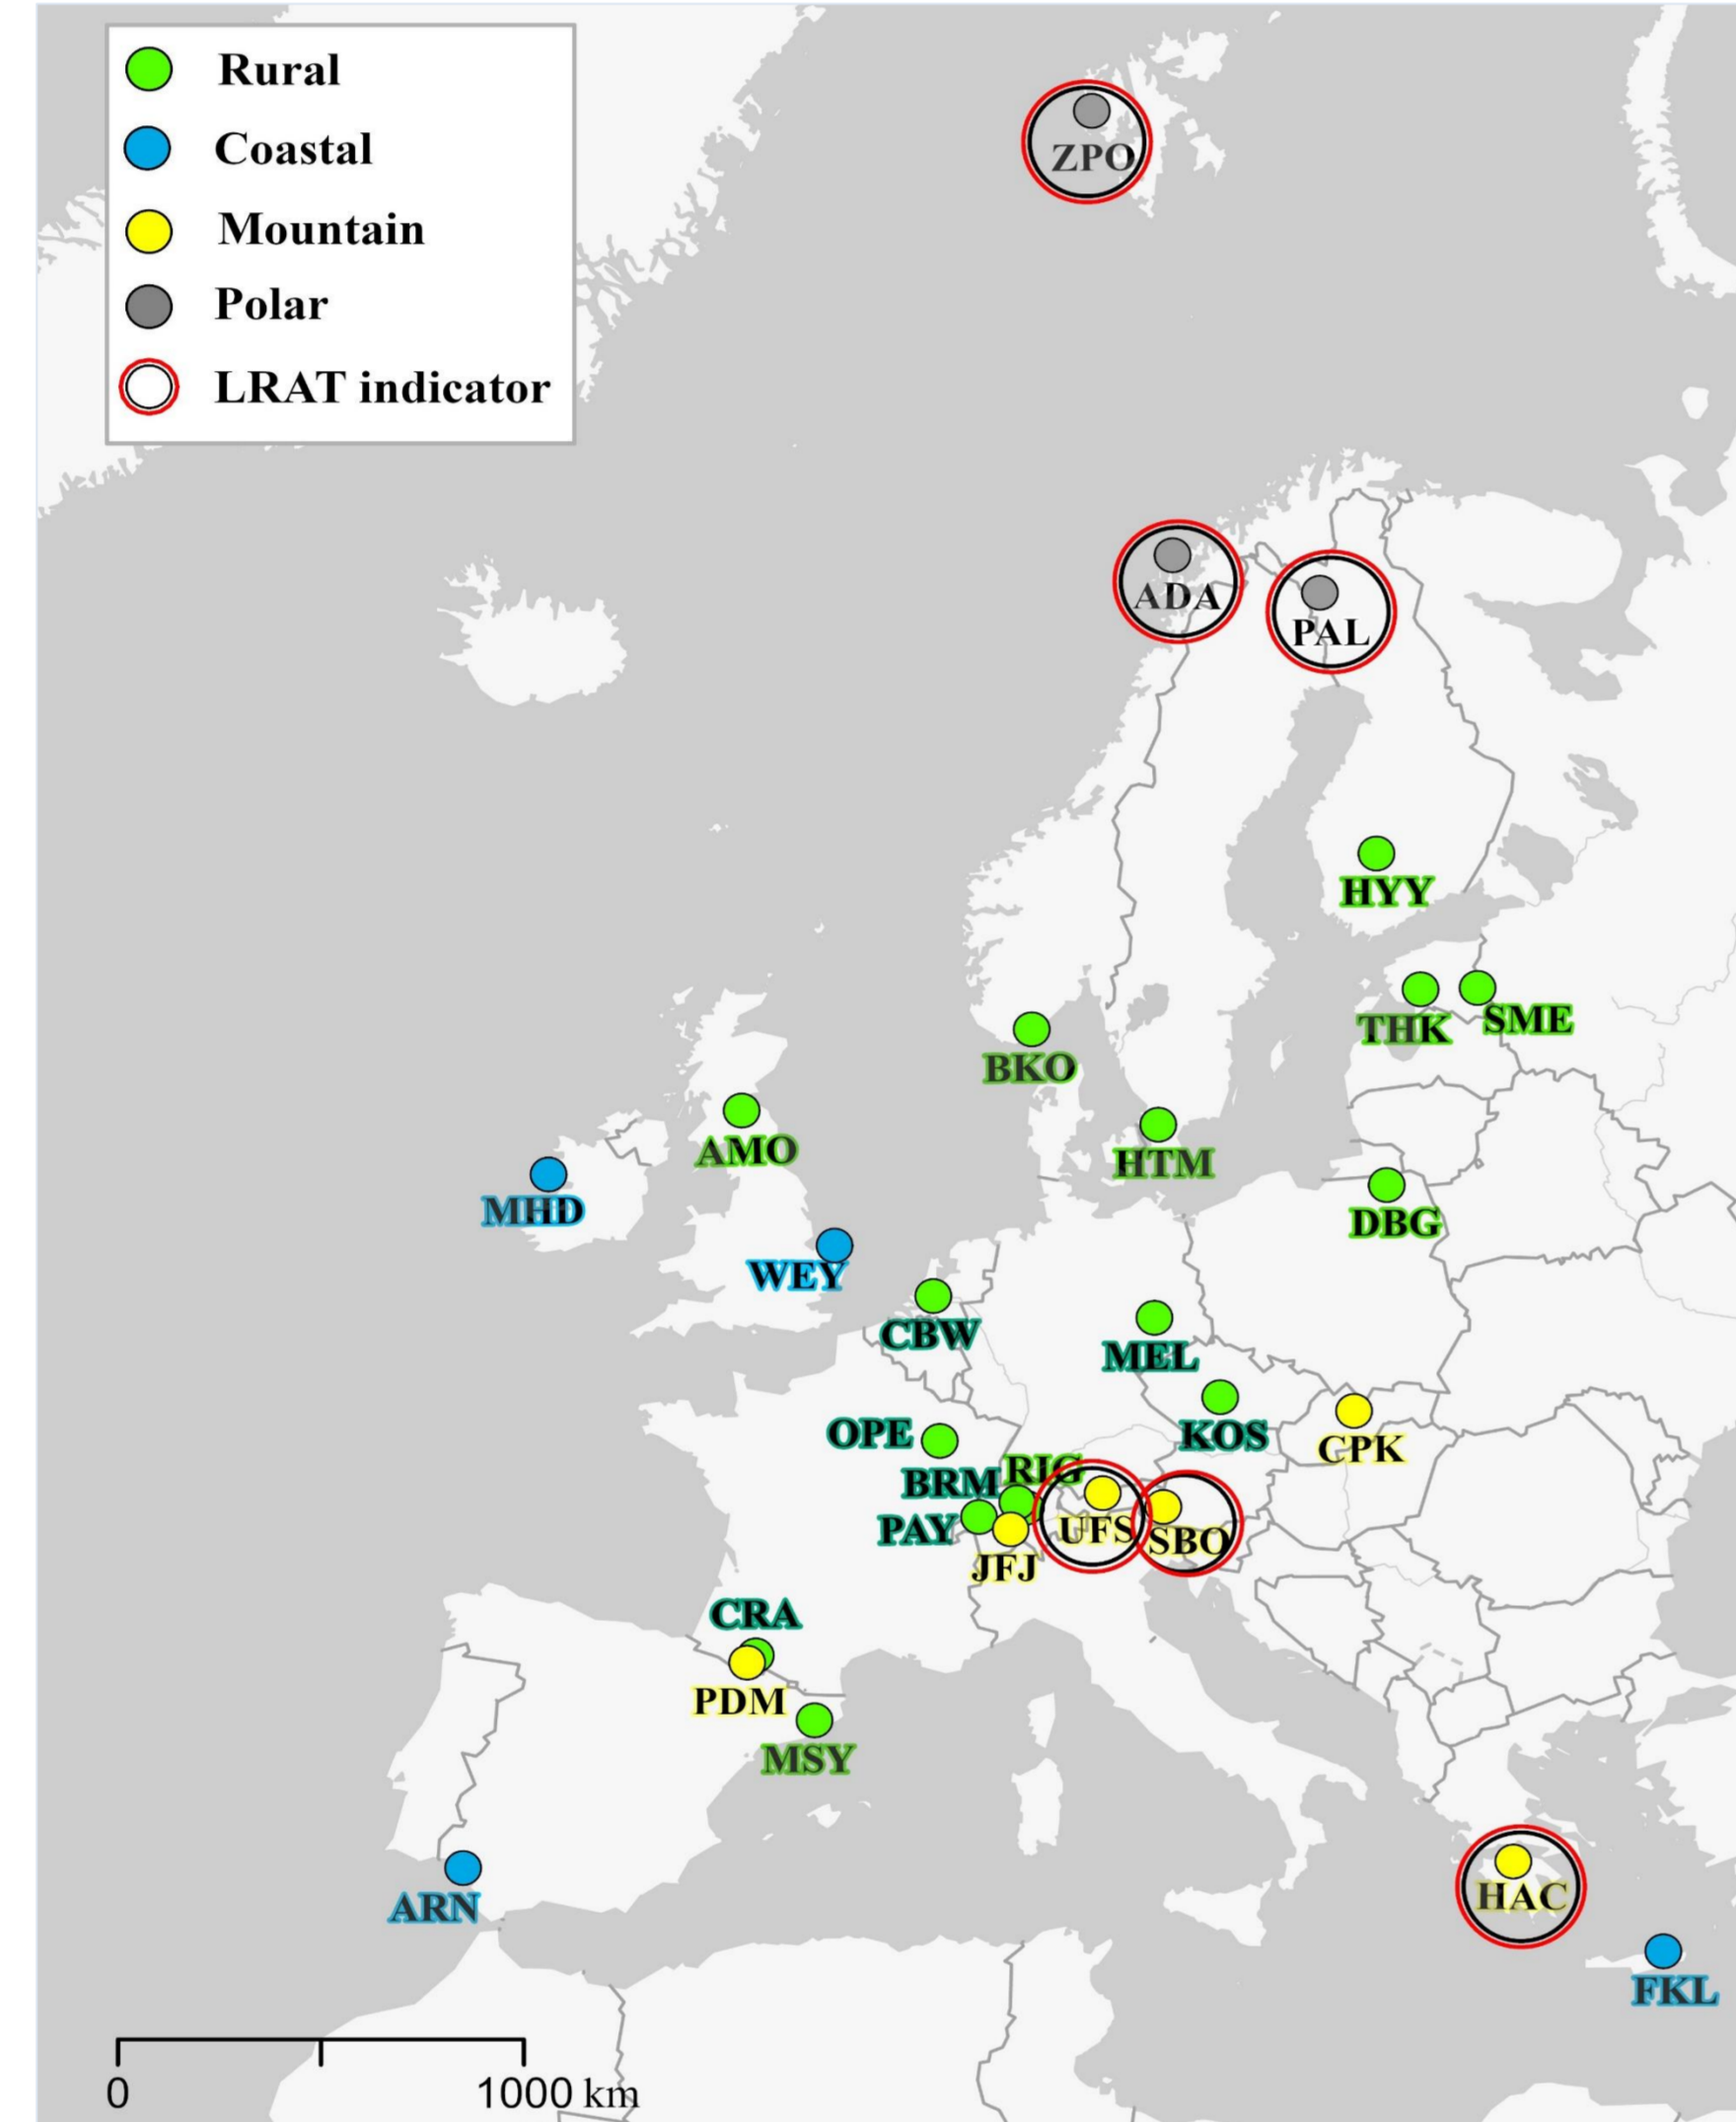 Rural
Coastal
Mountain
Polar
LRAT indicator
ZPO
ADA
PAL
HYY
THK
SME
BKO
AMO
HTM
MHD
DBG
WEY
CBW
MEL
OPE
KOS
CPK
BRM
RIG
PAY
UFS
SBO
JFJ
CRA
PDM
MSY
HAC
ARN
FKL
0
1000 km